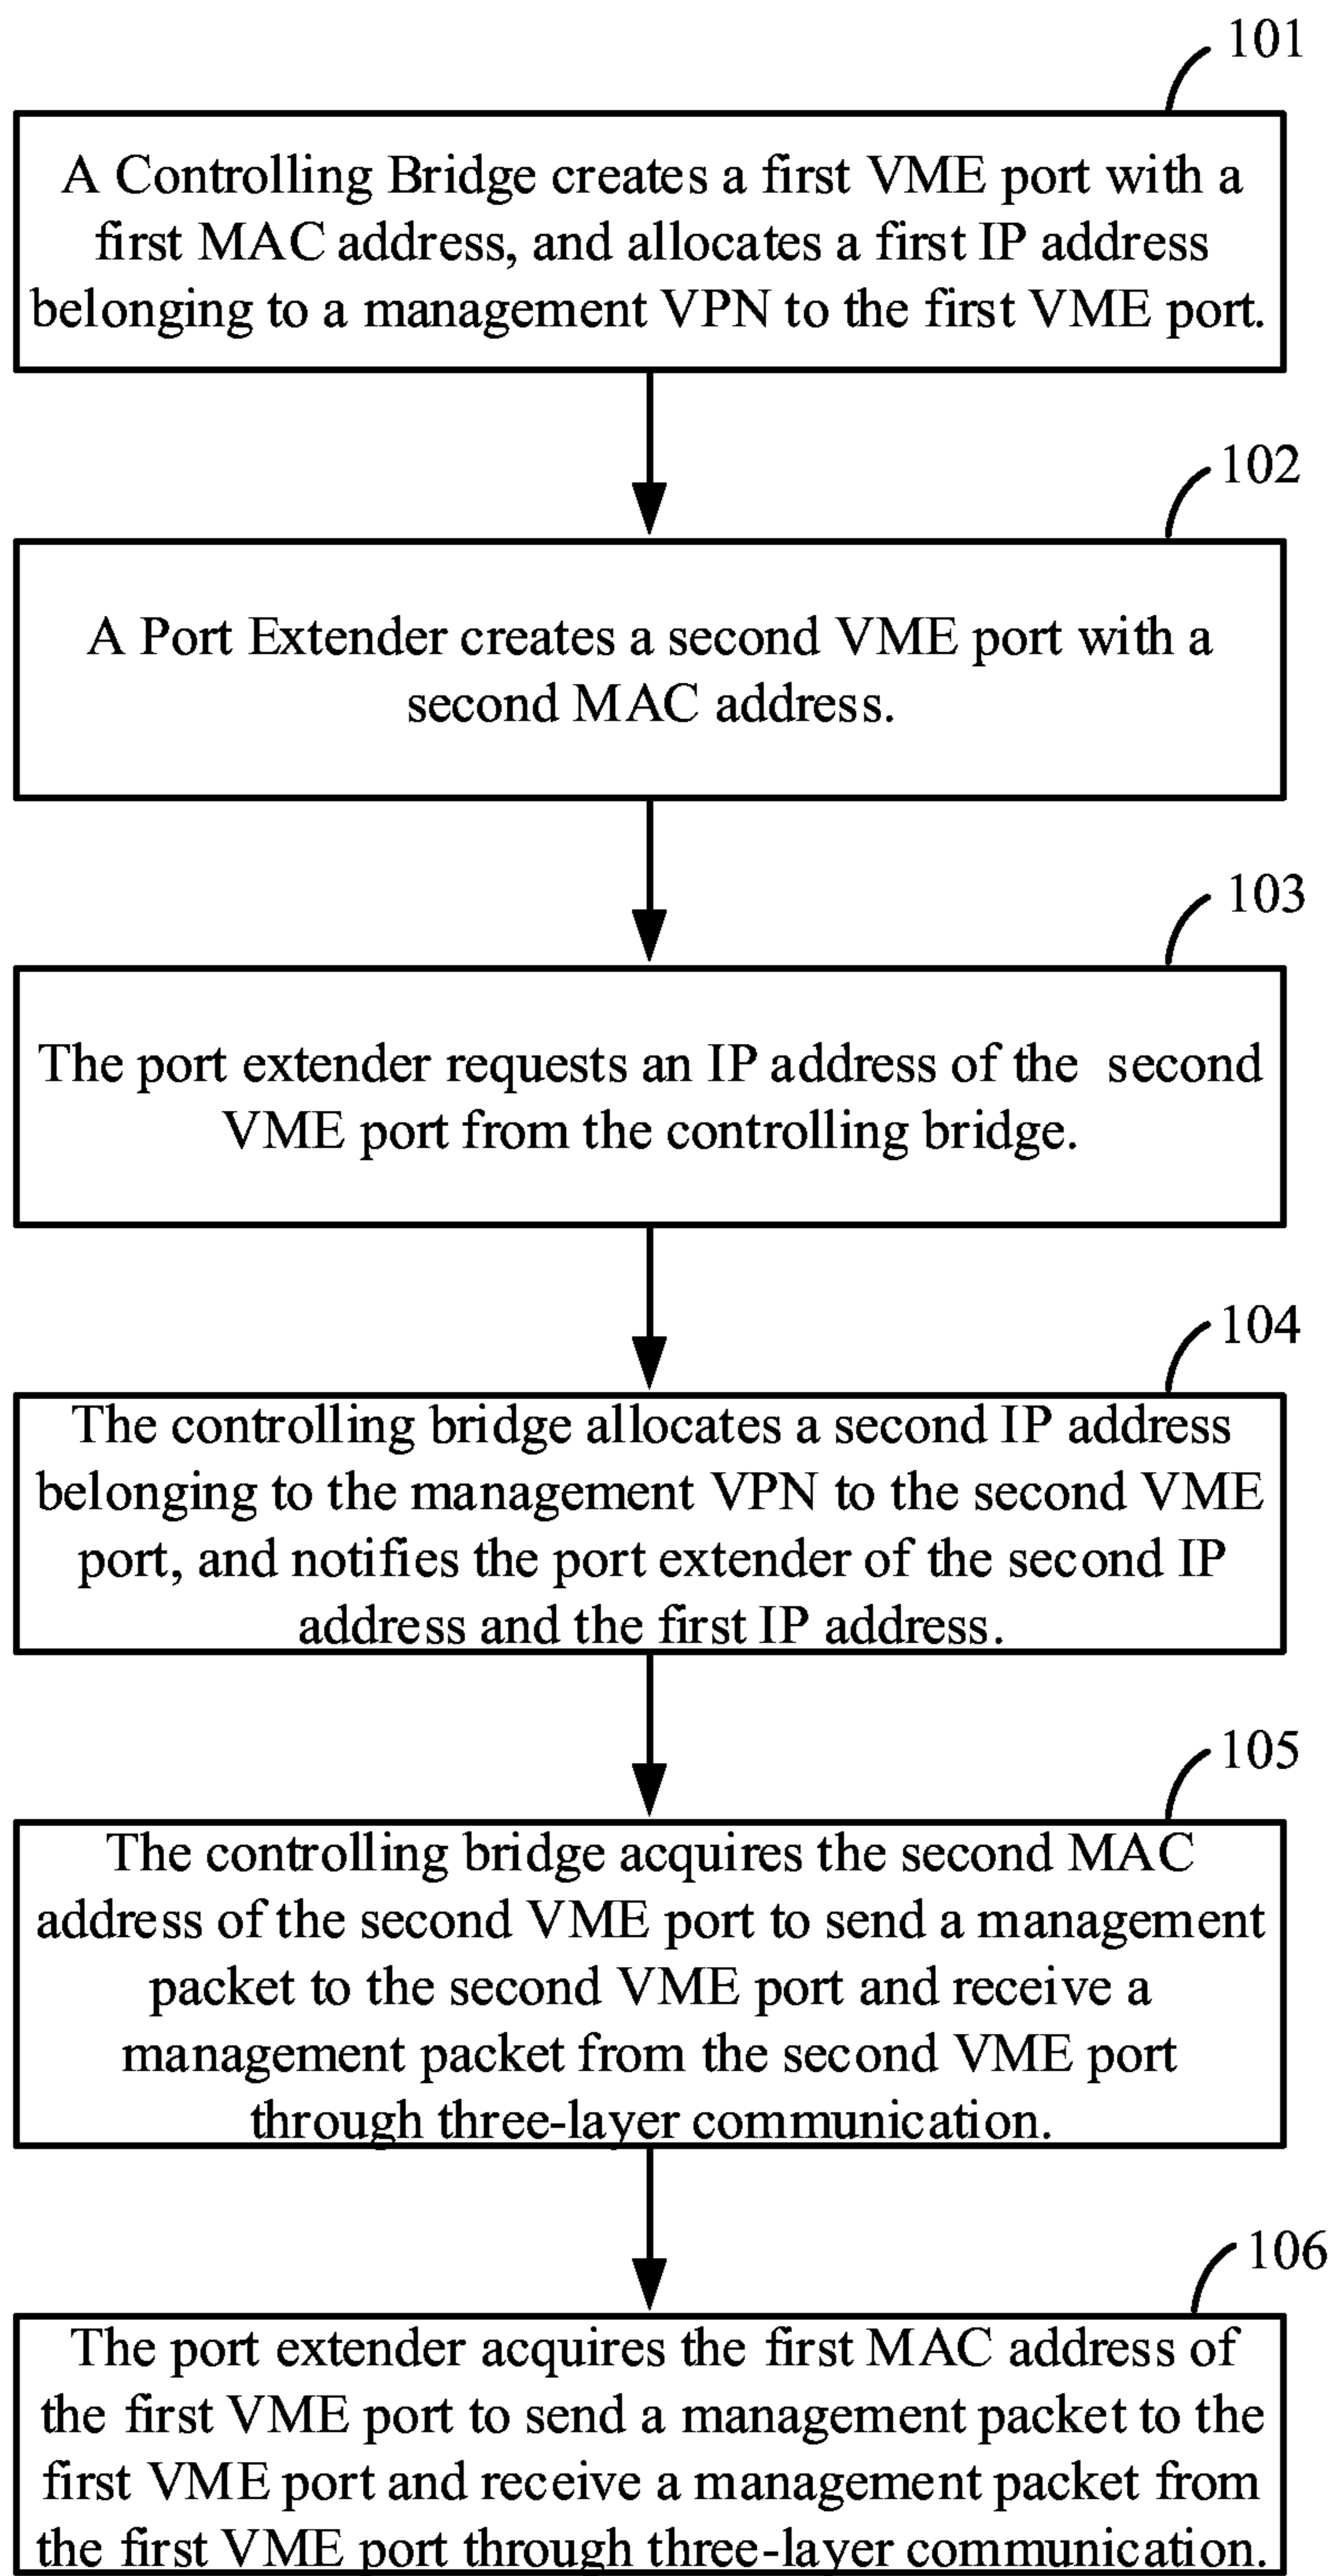 101
A Controlling Bridge creates a first VME port with a
first MAC address, and allocates a first IP address
belonging to a management VPN to the first VME port.
102
A Port Extender creates a second VME port with a
second MAC address.
103
The port extender requests an IP address of the second
VME port from the controlling bridge.
104
The controlling bridge allocates a second IP address
belonging to the management VPN to the second VME
port, and notifies the port extender of the second IP
address and the first IP address.
105
The controlling bridge acquires the second MAC
address of the second VME port to send a management
packet to the second VME port and receive a
management packet from the second VME port
through three-layer communication.
106
The port extender acquires the first MAC address of
the first VME port to send a management packet to the
first VME port and receive a management packet from
the first VME port through three-layer communication.